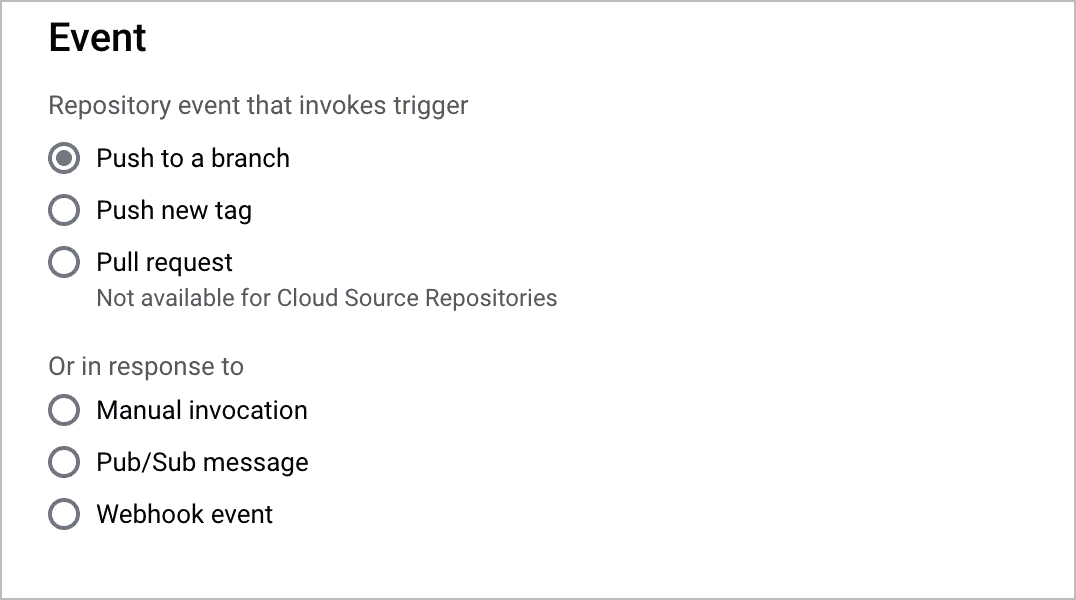 Event
Repository event that invokes trigger
Push to a branch
Push new tag
Pull request
Not available for Cloud Source Repositories
Or in response to
Manual invocation
Pub/Sub message
Webhook event